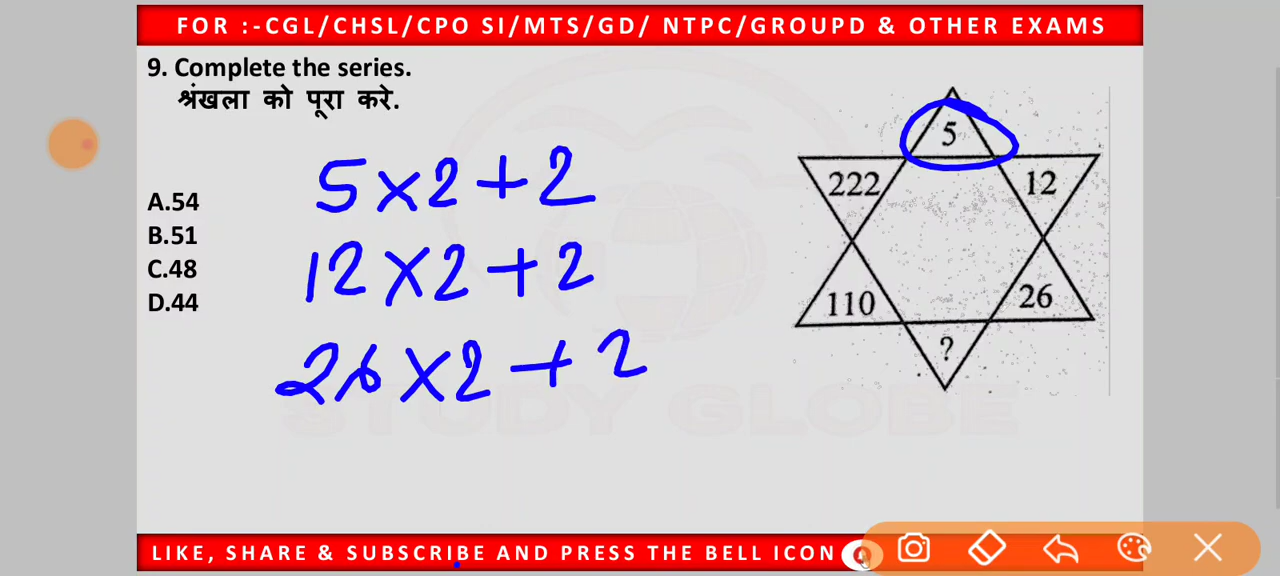 FOR :-CGL/CHSL/CPO SI/MTS/GD/ NTPC/GROUPD & OTHER EXAMS
9. Complete the series.
श्रंखला को पूरा करे.
A.54
B.51
C.48
D.44
5×2+2
12×2+2
26×2+2
5
222 12
110 26
?
STUDY GLOBE
LIKE, SHARE & SUBSCRIBE AND PRESS THE BELL ICON